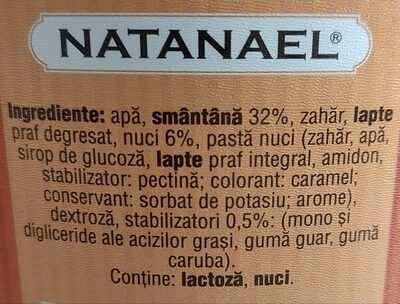 NATANAEL®
Ingrediente: apă, smântână 32%, zahăr, lapte
praf degresat, nuci 6%, pastă nuci (zahăr, apă,
sirop de glucoză, lapte praf integral, amidon,
stabilizator: pectină; colorant: caramel;
conservant: sorbat de potasiu; arome),
dextroză, stabilizatori 0,5%: (mono și
digliceride ale acizilor grași, gumă guar, gumă
caruba).
Conține: lactoză, nuci.